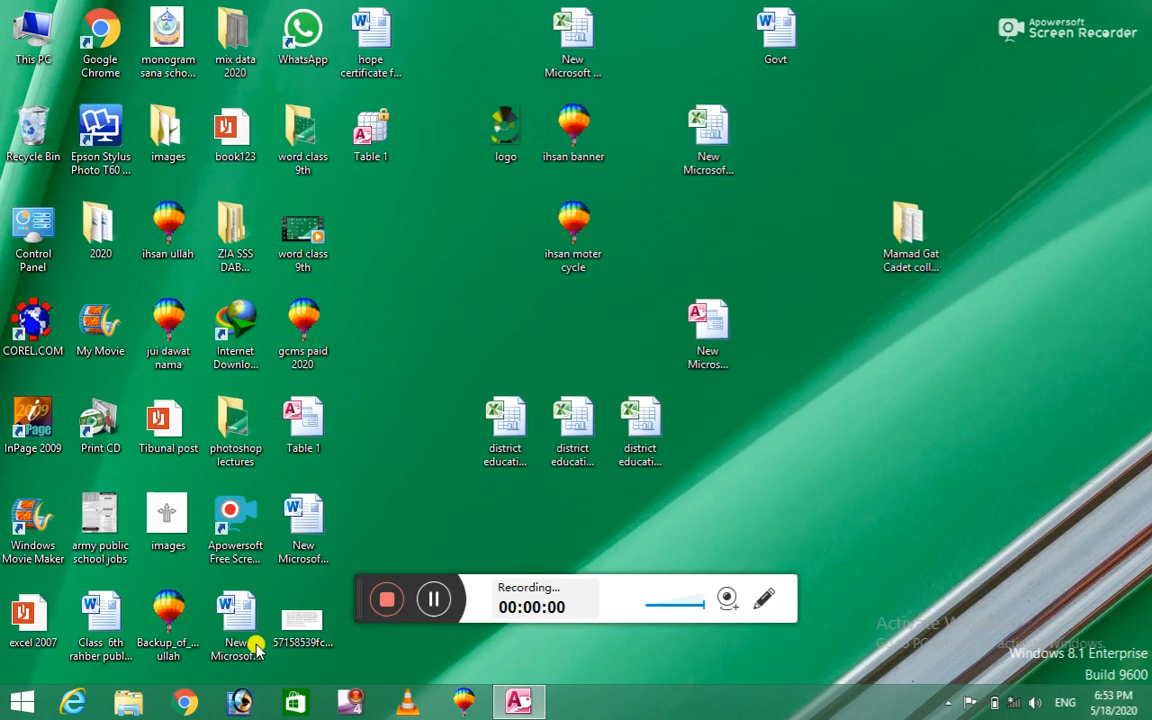 This PC
Google
Chrome
monogram
sana scho...
mix data
2020
WhatsApp
hope
certificate f...
New
Microsoft ...
Govt
Apowersoft
Screen Recorder
Recycle Bin
Epson Stylus
Photo T60 ...
images
book123
word class
9th
Table 1
logo
ihsan banner
New
Microsof...
Control
Panel
2020
ihsan ullah
ZIA SSS
DAB...
word class
9th
ihsan moter
cycle
Mamad Gat
Cadet coll...
COREL.COM
My Movie
jui dawat
nama
Internet
Downlo...
gcms paid
2020
New
Micros...
2009
InPage 2009
Print CD
Tibunal post
photoshop
lectures
Table 1
district
educati...
district
educati...
district
educati...
Windows
Movie Maker
army public
school jobs
images
Apowersoft
Free Scre...
New
Microsof...
Recording...
00:00:00
excel 2007
Class 6th
rahber publ...
Backup_of_...
ullah
New
Microsof...
57158539fc...
Activate W
Windows 8.1 Enterprise
Build 9600
ENG
6:53 PM
5/18/2020